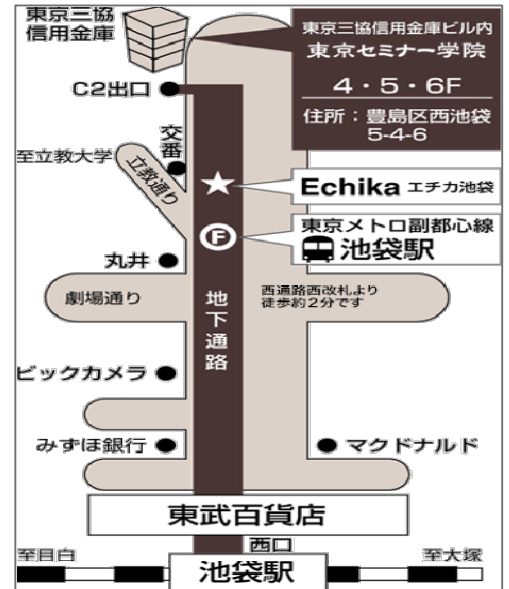 東京三協
信用金庫
東京三協信用金庫ビル内
東京セミナー学院
4・5・6F
住所：豊島区西池袋
5-4-6
C2出口
交番
至立教大学
立教通り
Echika エチカ池袋
F
東京メトロ副都心線
池袋駅
丸井
劇場通り
地下通路
西通路西改札より
徒歩約2分です
ビックカメラ
みずほ銀行
マクドナルド
東武百貨店
西口
至目白
至大塚
池袋駅